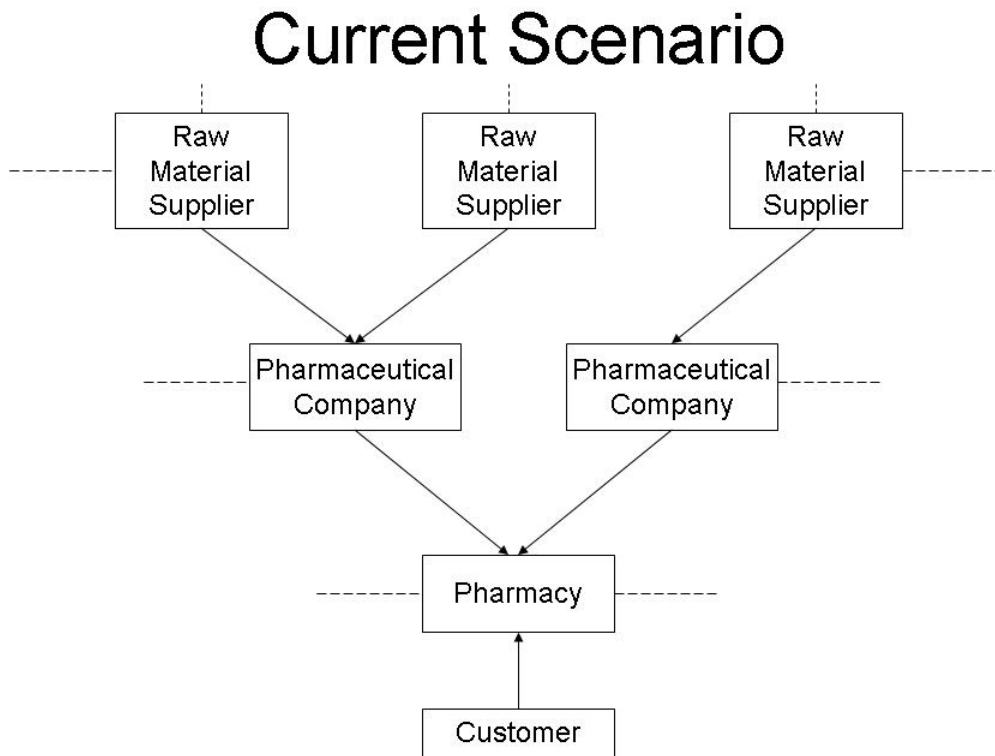 Current Scenario
Raw
Material
Supplier
Raw
Material
Supplier
Raw
Material
Supplier
Pharmaceutical
Company
Pharmaceutical
Company
Pharmacy
Customer